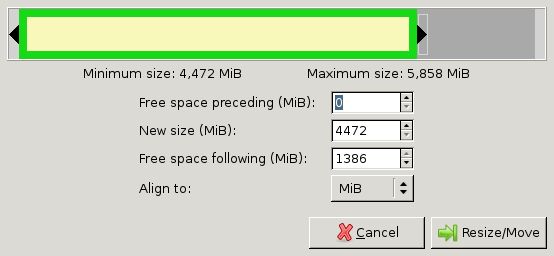 Minimum size: 4,472 MiB Maximum size: 5,858 MiB
Free space preceding (MiB): 0
New size (MiB): 4472
Free space following (MiB): 1386
Align to: MiB
Cancel Resize/Move